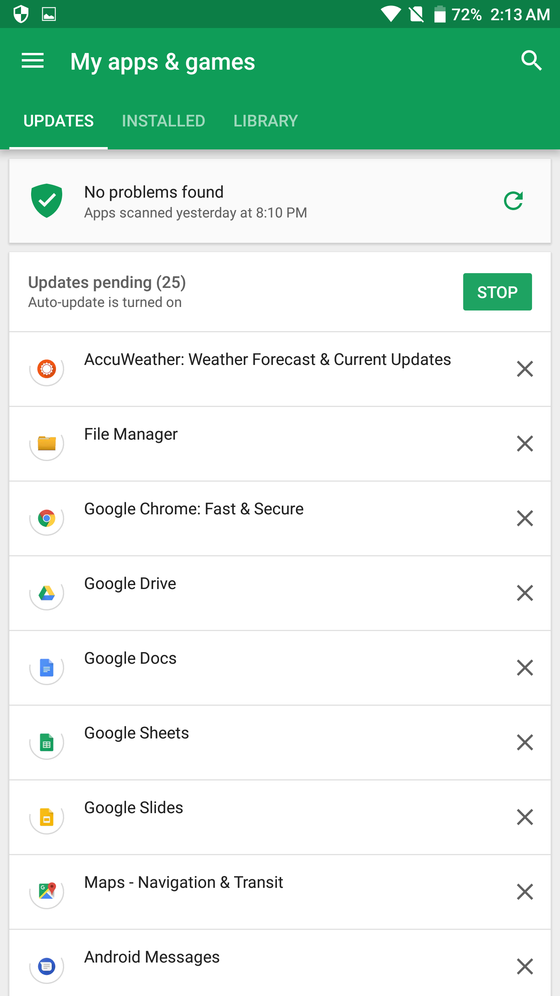 72% 2:13 AM
My apps & games
UPDATES INSTALLED LIBRARY
No problems found
Apps scanned yesterday at 8:10 PM
Updates pending (25)
Auto-update is turned on
STOP
AccuWeather: Weather Forecast & Current Updates
File Manager
Google Chrome: Fast & Secure
Google Drive
Google Docs
Google Sheets
Google Slides
Maps - Navigation & Transit
Android Messages